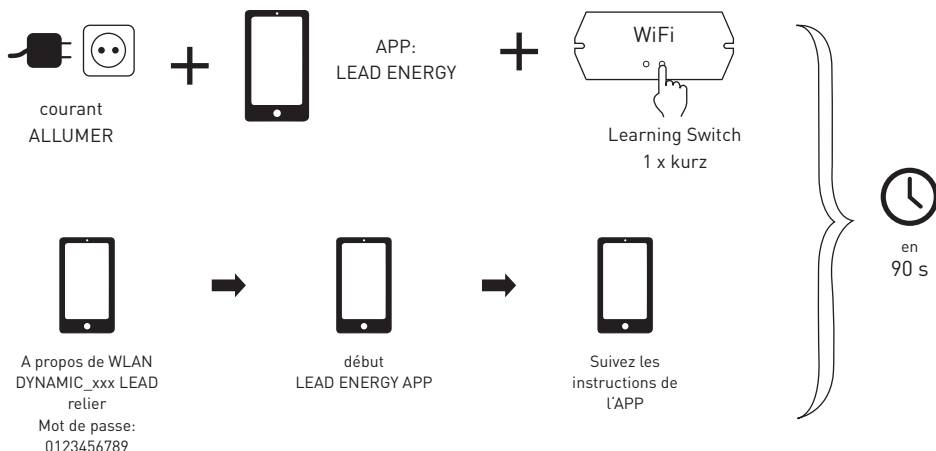 courant
ALLUMER
APP:
LEAD ENERGY
WiFi
Learning Switch
1 x kurz
en
90 s
A propos de WLAN
DYNAMIC_xxx LEAD
relier
Mot de passe:
0123456789
début
LEAD ENERGY APP
Suivez les
instructions de
l‘APP